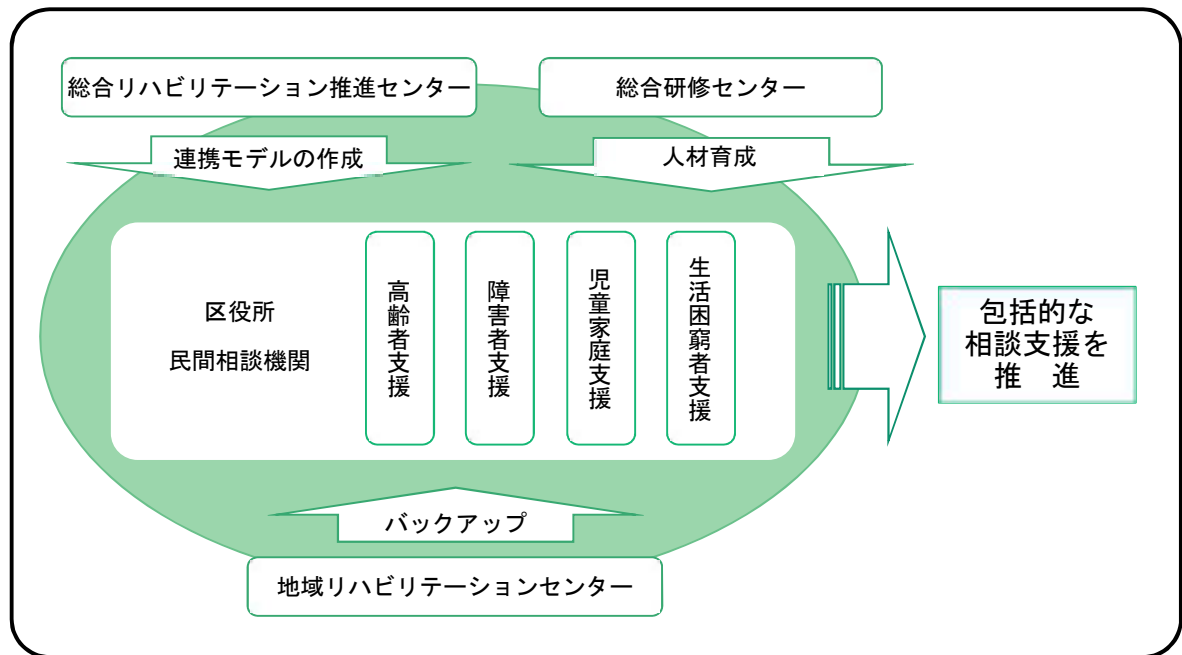 総合リハビリテーション推進センター
総合研修センター
連携モデルの作成
人材育成
区役所
民間相談機関
高齢者支援
障害者支援
児童家庭支援
生活困窮者支援
包括的な
相談支援を
推　進
バックアップ
地域リハビリテーションセンター